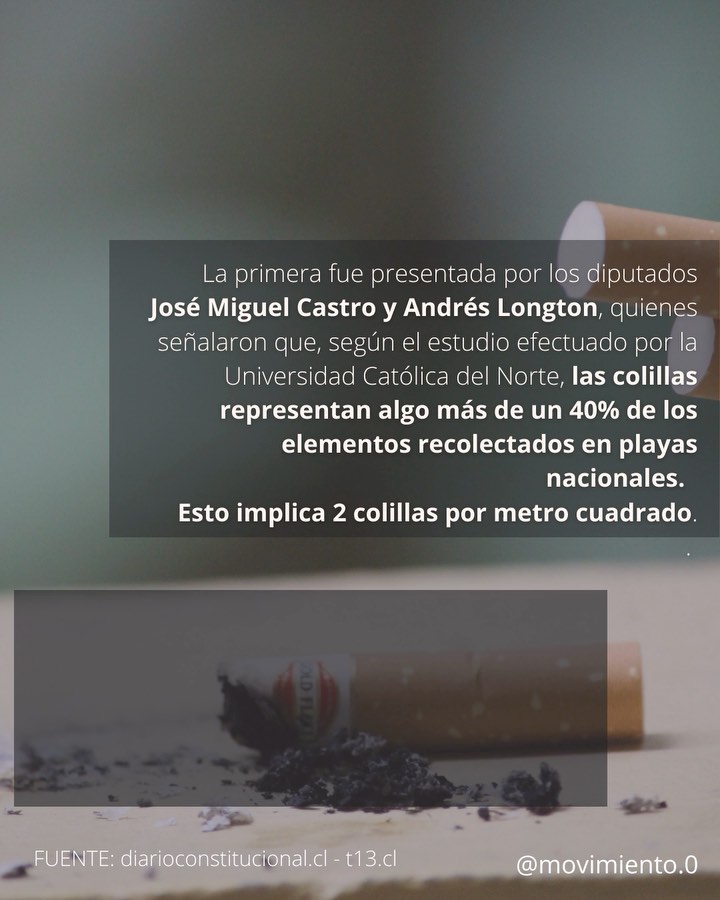 La primera fue presentada por los diputados
José Miguel Castro y Andrés Longton, quienes
señalaron que, según el estudio efectuado por la
Universidad Católica del Norte, las colillas
representan algo más de un 40% de los
elementos recolectados en playas
nacionales.
Esto implica 2 colillas por metro cuadrado.
.
FUENTE: diarioconstitucional.cl - t13.cl
@movimiento.0